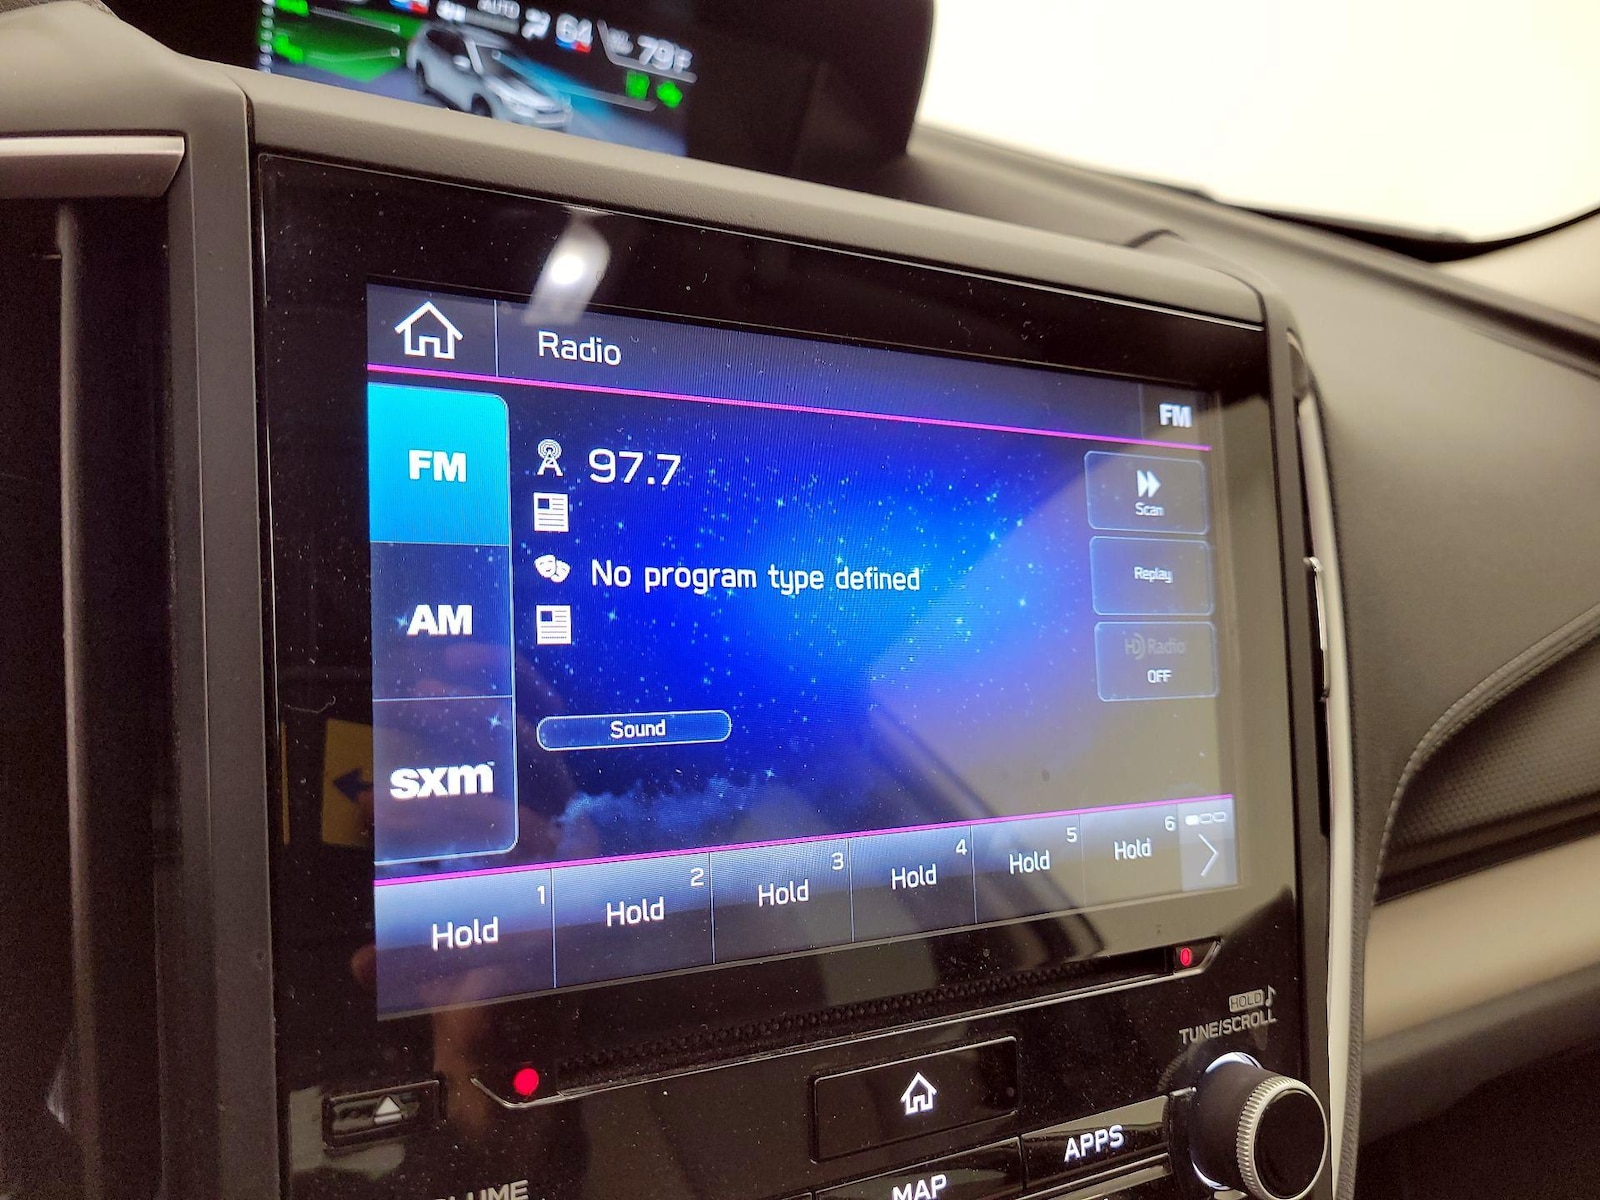 AUTO
64
79°F
Radio
FM
FM
97.7
Scan
No program type defined
Replay
AM
HD Radio
OFF
Sound
sxm
1
Hold
2
Hold
3
Hold
4
Hold
5
Hold
6
Hold
HOLD
TUNE/SCROLL
APPS
MAP